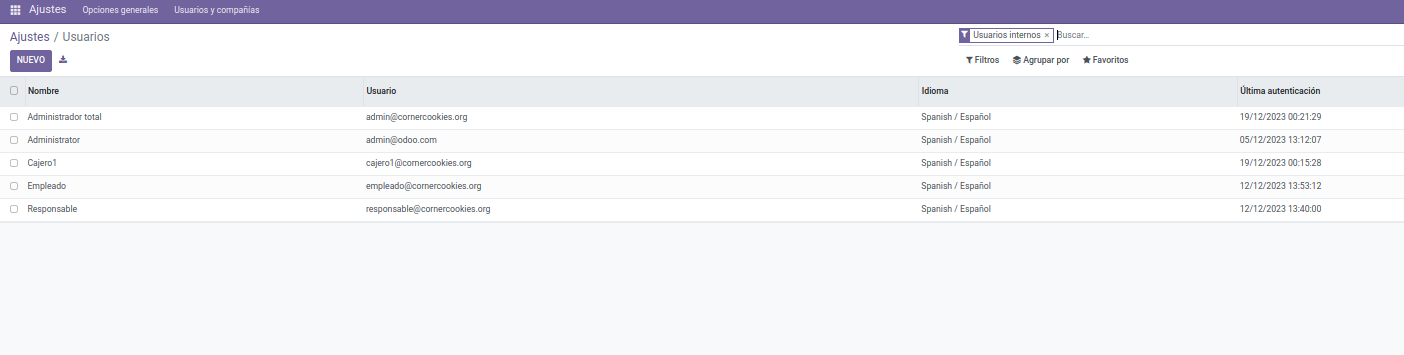 Ajustes Opciones generales Usuarios y compañias
Ajustes / Usuarios
Usuarios internos × Buscar...
NUEVO
Filtros Agrupar por Favoritos
Nombre Usuario Idioma Última autenticación
Administrador total admin@cornercookies.org Spanish / Español 19/12/2023 00:21:29
Administrator admin@odoo.com Spanish / Español 05/12/2023 13:12:07
Cajero1 cajero1@cornercookies.org Spanish / Español 19/12/2023 00:15:28
Empleado empleado@cornercookies.org Spanish / Español 12/12/2023 13:53:12
Responsable responsable@cornercookies.org Spanish / Español 12/12/2023 13:40:00